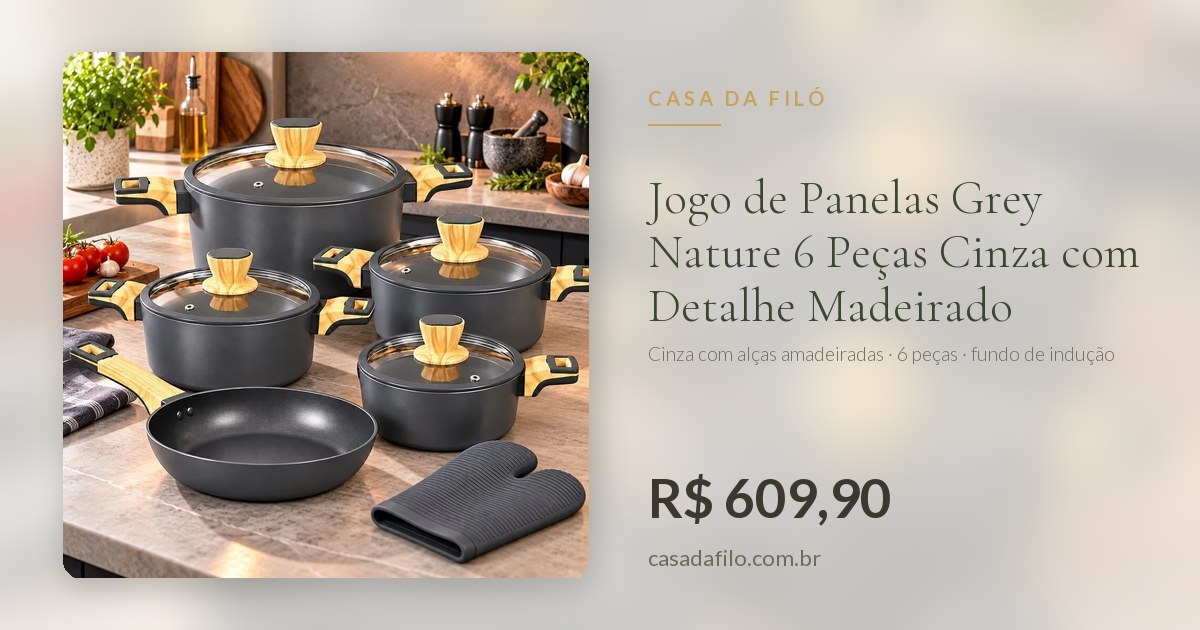 CASA DA FILÓ
Jogo de Panelas Grey
Nature 6 Peças Cinza com
Detalhe Madeirado
Cinza com alças amadeiradas · 6 peças · fundo de indução
R$ 609,90
casadafilo.com.br